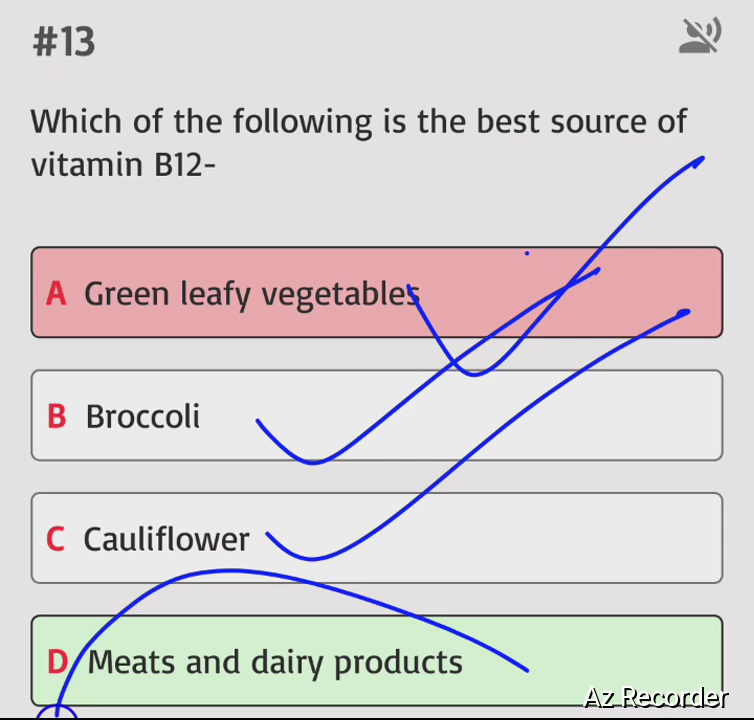 #13
Which of the following is the best source of
vitamin B12-
A Green leafy vegetables
B Broccoli
C Cauliflower
D Meats and dairy products
Az Recorder